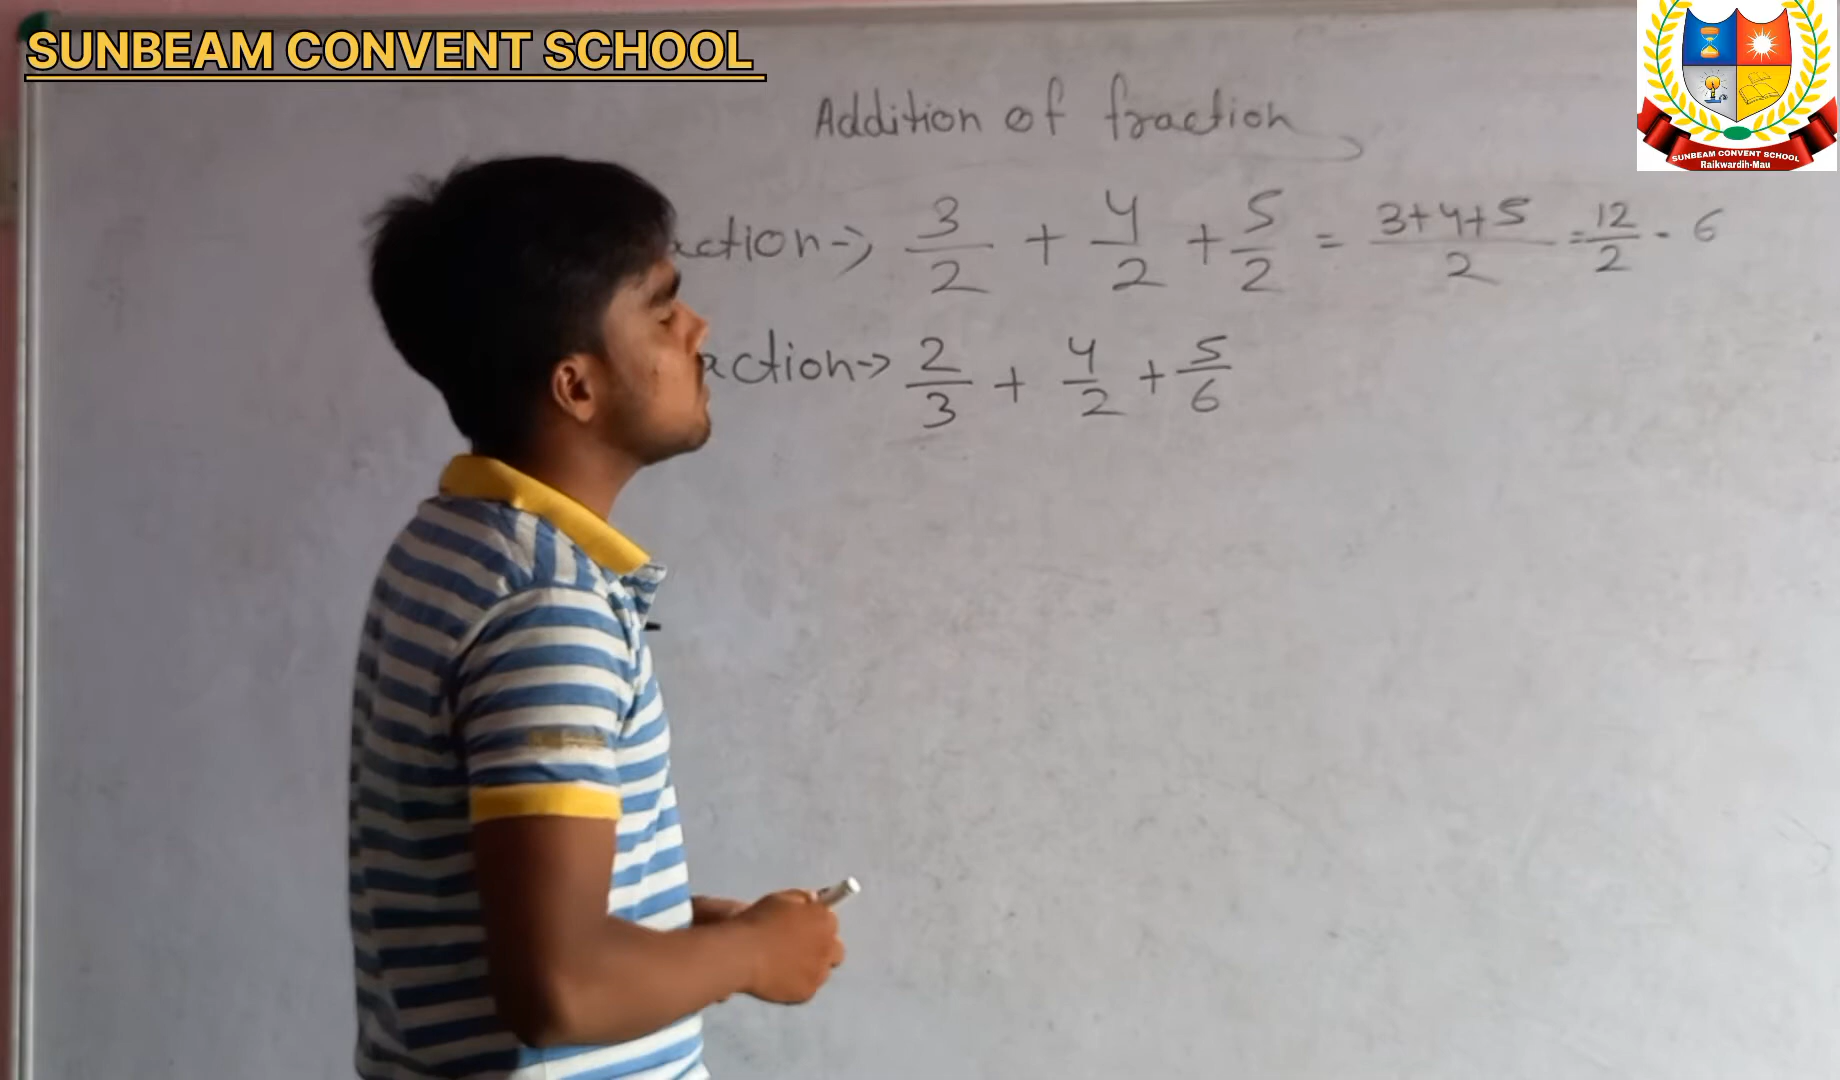 SUNBEAM CONVENT SCHOOL
SUNBEAM CONVENT SCHOOL
Raikwardih-Mau
Addition of fraction
action-> 3/2 + 4/2 + 5/2 = 3+4+5/2 = 12/2 - 6
action-> 2/3 + 4/2 + 5/6